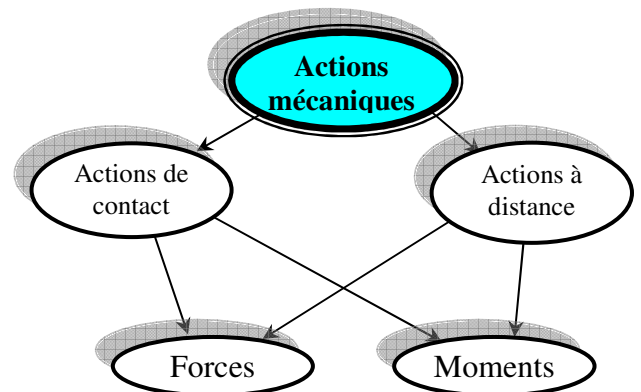 Actions
mécaniques
Actions de
contact
Actions à
distance
Forces
Moments